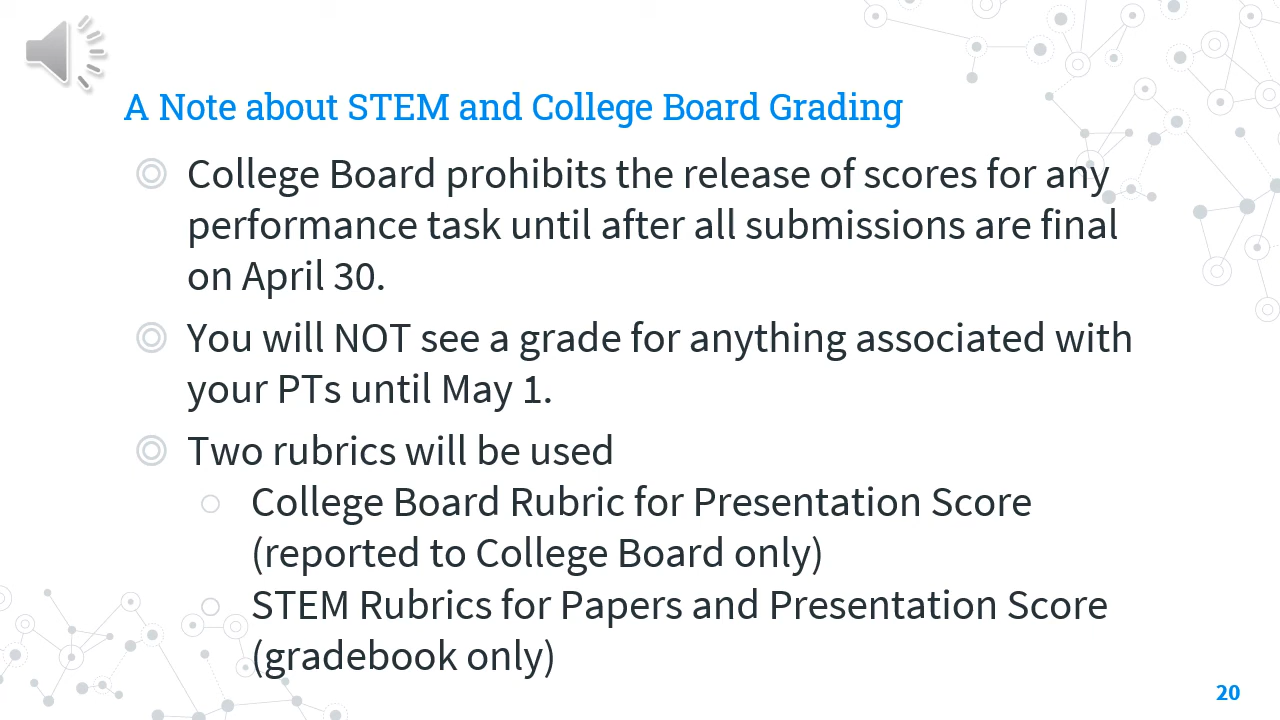 A Note about STEM and College Board Grading
College Board prohibits the release of scores for any
performance task until after all submissions are final
on April 30.
You will NOT see a grade for anything associated with
your PTs until May 1.
Two rubrics will be used
College Board Rubric for Presentation Score
(reported to College Board only)
STEM Rubrics for Papers and Presentation Score
(gradebook only)
20